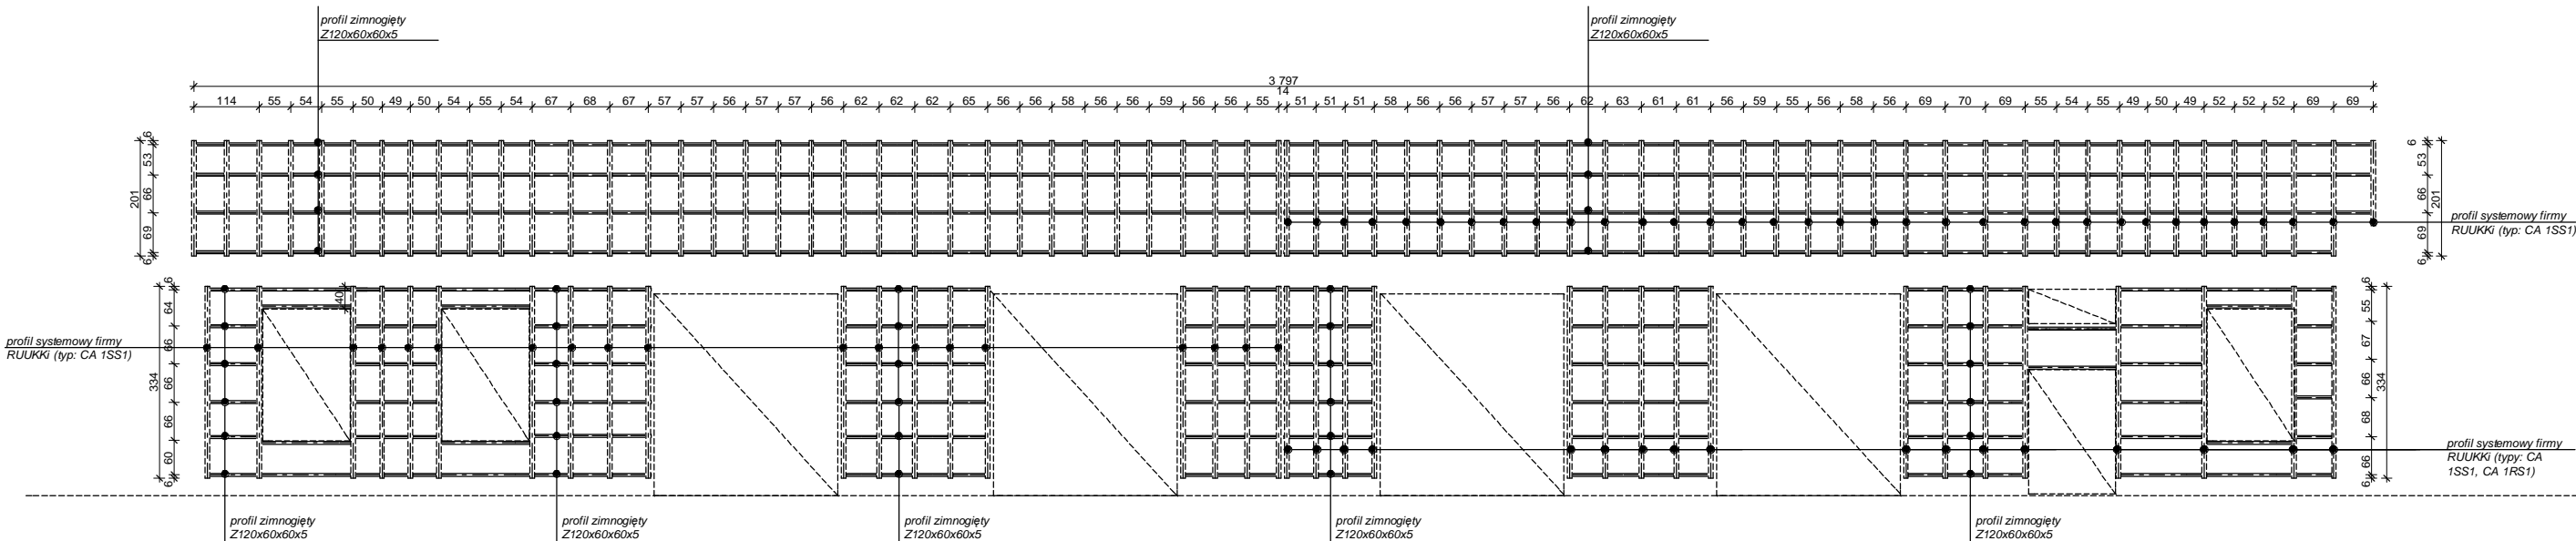 profil zimnogięty
Z120x60x60x5
profil zimnogięty
Z120x60x60x5
3 797
114 55 54 55 50 49 50 54 55 54 67 68 67 57 57 56 57 57 56 62 62 62 65 56 56 58 56 56 59 56 56 55 14 51 51 51 58 56 56 57 57 56 62 63 61 61 56 59 55 56 58 56 69 70 69 55 54 55 49 50 49 52 52 52 69 69
201
6 53 66 69 6
6 53 66 69 6
201
profil systemowy firmy
RUUKKi (typ: CA 1SS1)
profil systemowy firmy
RUUKKi (typ: CA 1SS1)
334
6 64 66 66 66 60 6
40
6 55 67 66 68 66 6
334
profil systemowy firmy
RUUKKi (typy: CA
1SS1, CA 1RS1)
profil zimnogięty
Z120x60x60x5
profil zimnogięty
Z120x60x60x5
profil zimnogięty
Z120x60x60x5
profil zimnogięty
Z120x60x60x5
profil zimnogięty
Z120x60x60x5